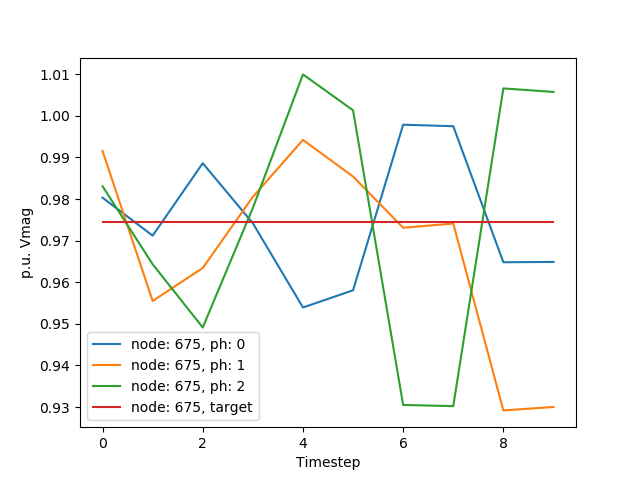 1.01
1.00
0.99
0.98
0.97
0.96
0.95
0.94
0.93
p.u. Vmag
node: 675, ph: 0
node: 675, ph: 1
node: 675, ph: 2
node: 675, target
0 2 4 6 8
Timestep